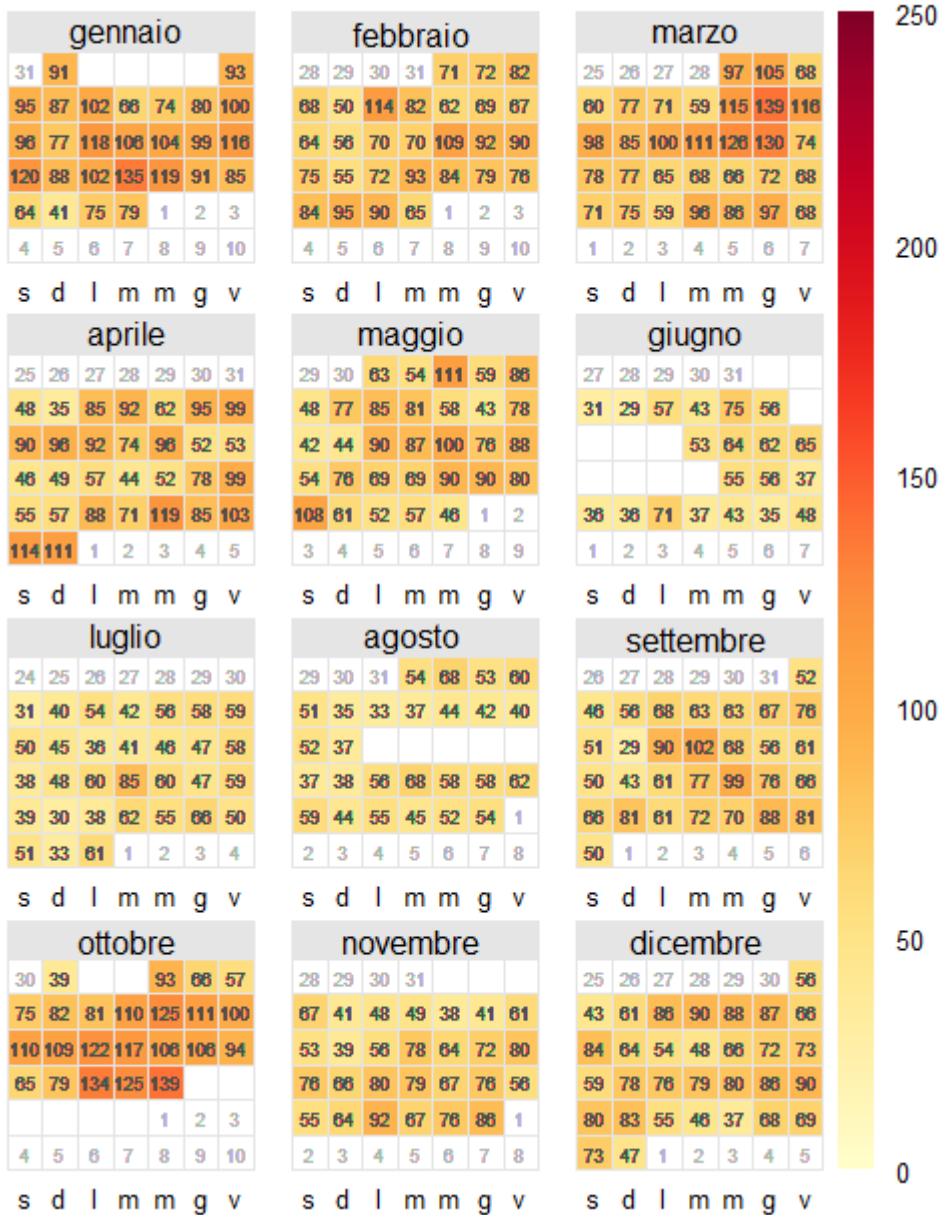 gennaio febbraio marzo 250
31 91 93 28 29 30 31 71 72 82 25 26 27 28 97 105 68
95 87 102 66 74 80 100 68 50 114 82 62 69 67 60 77 71 59 115 139 116
96 77 118 106 104 99 116 64 56 70 70 109 92 90 98 85 100 111 126 130 74
120 88 102 135 119 91 85 75 55 72 93 84 79 76 78 77 65 68 66 72 68
64 41 75 79 1 2 3 84 95 90 65 1 2 3 71 75 59 96 86 97 68
4 5 6 7 8 9 10 4 5 6 7 8 9 10 1 2 3 4 5 6 7 200
s d l m m g v s d l m m g v s d l m m g v
aprile maggio giugno
25 26 27 28 29 30 31 29 30 63 54 111 59 86 27 28 29 30 31
48 35 85 92 62 95 99 48 77 85 81 58 43 78 31 29 57 43 75 56
90 96 92 74 96 52 53 42 44 90 87 100 76 88 53 64 62 65
46 49 57 44 52 78 99 54 76 69 69 90 90 80 55 56 37 150
55 57 88 71 119 85 103 108 61 52 57 46 1 2 36 36 71 37 43 35 48
114 111 1 2 3 4 5 3 4 5 6 7 8 9 1 2 3 4 5 6 7
s d l m m g v s d l m m g v s d l m m g v
luglio agosto settembre
24 25 26 27 28 29 30 29 30 31 54 68 53 60 26 27 28 29 30 31 52
31 40 54 42 56 58 59 51 35 33 37 44 42 40 46 56 68 63 63 67 76 100
50 45 36 41 46 47 58 52 37 51 29 90 102 68 56 61
38 48 60 85 60 47 59 37 38 56 68 58 58 62 50 43 61 77 99 76 66
39 30 38 62 55 66 50 59 44 55 45 52 54 1 66 81 61 72 70 88 81
51 33 61 1 2 3 4 2 3 4 5 6 7 8 50 1 2 3 4 5 6
s d l m m g v s d l m m g v s d l m m g v
ottobre novembre dicembre 50
30 39 93 66 57 28 29 30 31 25 26 27 28 29 30 56
75 82 81 110 125 111 100 67 41 48 49 38 41 61 43 61 86 90 88 87 66
110 109 122 117 106 106 94 53 39 56 78 64 72 80 84 64 54 48 66 72 73
65 79 134 125 139 76 66 80 79 67 76 56 59 78 76 79 80 86 90
1 2 3 55 64 92 67 76 86 1 80 83 55 46 37 68 69
4 5 6 7 8 9 10 2 3 4 5 6 7 8 73 47 1 2 3 4 5 0
s d l m m g v s d l m m g v s d l m m g v